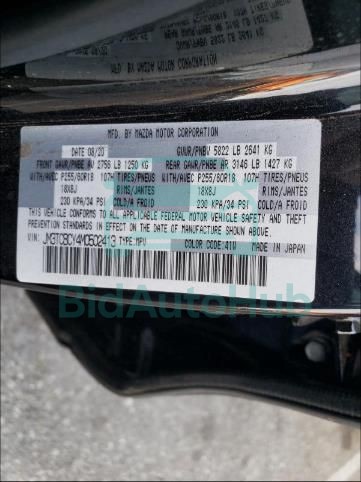 MFD. BY MAZDA MOTOR CORPORATION
DATE 08/20 GVWR/PNBV 5822 LB 2641 KG
FRONT GAWR/PNBE AV 2756 LB 1250 KG REAR GAWR/PNBE AR 3146 LB 1427 KG
WITH/AVEC P255/60R18 107H TIRES/PNEUS WITH/AVEC P255/60R18 107H TIRES/PNEUS
18X8J RIMS/JANTES 18X8J RIMS/JANTES
230 KPA/34 PSI COLD/A FROID 230 KPA/34 PSI COLD/A FROID
THIS VEHICLE CONFORMS TO ALL APPLICABLE FEDERAL MOTOR VEHICLE SAFETY AND THEFT
PREVENTION STANDARDS IN EFFECT ON THE DATE OF MANUFACTURE SHOWN ABOVE.
VIN: TYPE:MPV COLOR CODE:41W MADE IN JAPAN
BidAutoHub